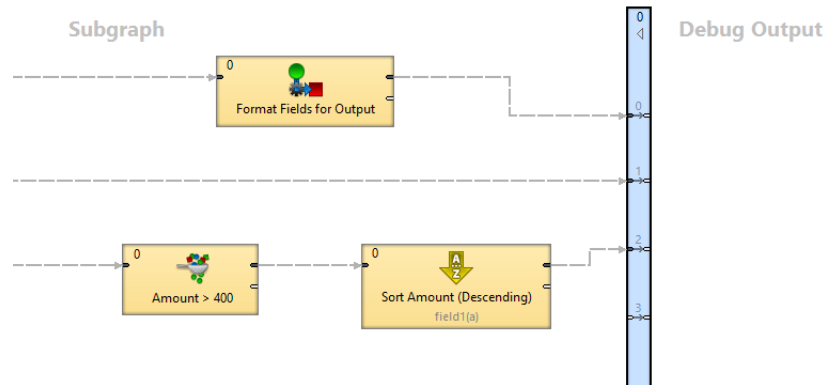 Subgraph
0
Debug Output
0
Format Fields for Output
0
1
0
Amount > 400
0
A
Z
Sort Amount (Descending)
field1(a)
2
3